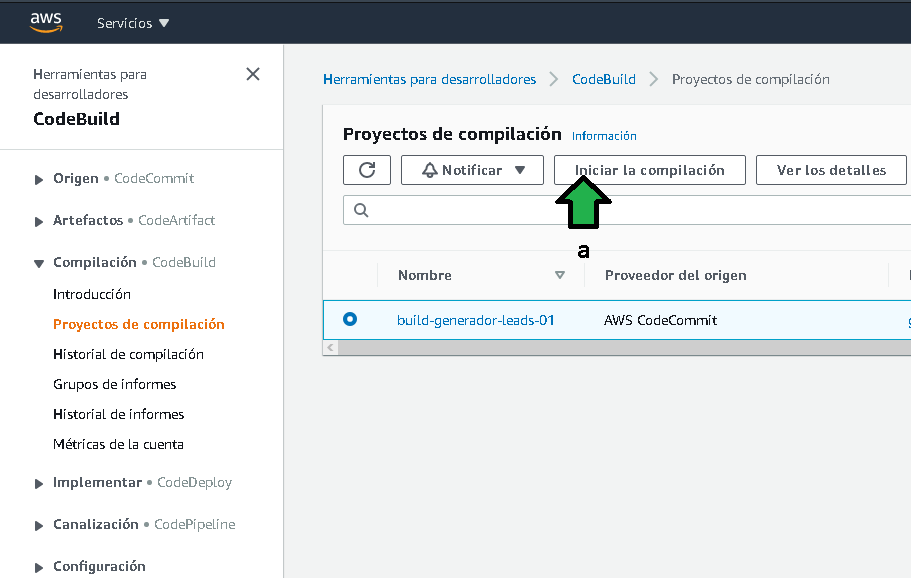 aws Servicios
Herramientas para
desarrolladores
CodeBuild
Origen • CodeCommit
Artefactos • CodeArtifact
Compilación • CodeBuild
Introducción
Proyectos de compilación
Historial de compilación
Grupos de informes
Historial de informes
Métricas de la cuenta
Implementar • CodeDeploy
Canalización • CodePipeline
Configuración
Herramientas para desarrolladores > CodeBuild > Proyectos de compilación
Proyectos de compilación Información
Notificar Iniciar la compilación Ver los detalles
a
Nombre Proveedor del origen
build-generador-leads-01 AWS CodeCommit